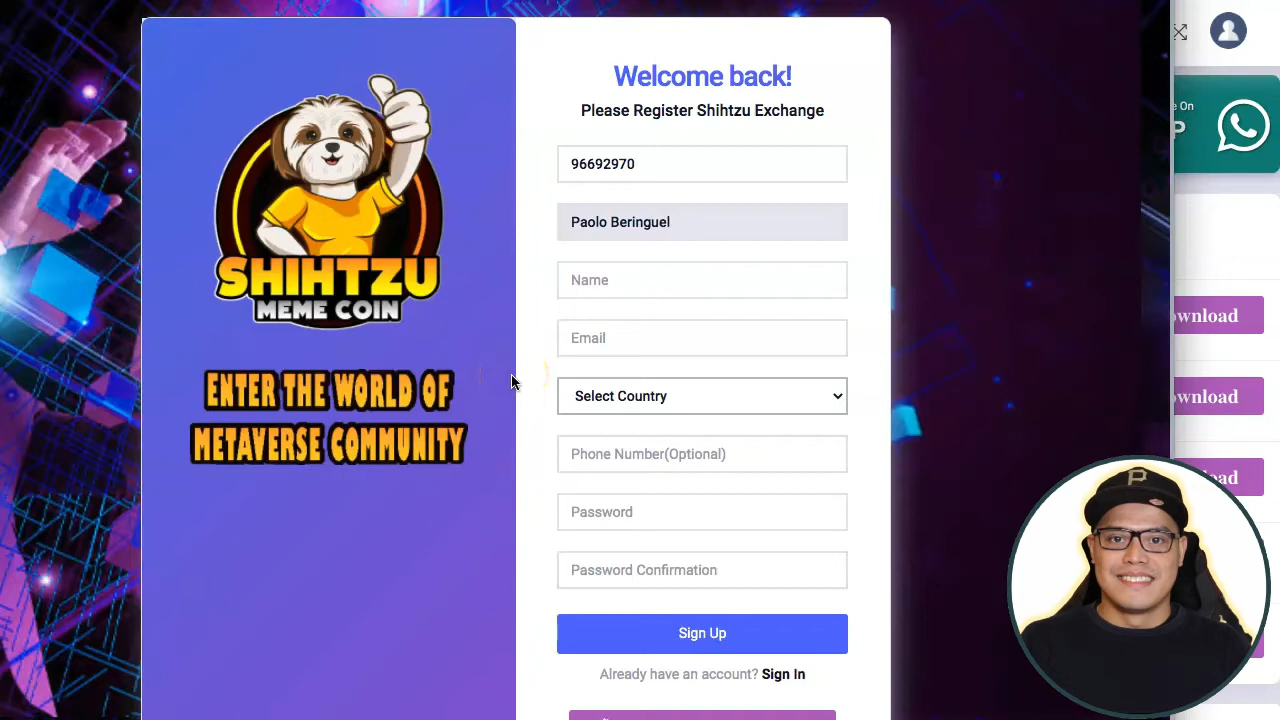 SHIHTZU
MEME COIN
ENTER THE WORLD OF
METAVERSE COMMUNITY
Welcome back!
Please Register Shihtzu Exchange
96692970
Paolo Beringuel
Name
Email
Select Country
Phone Number(Optional)
Password
Password Confirmation
Sign Up
Already have an account? Sign In
On
P
wnload
wnload
oad
P